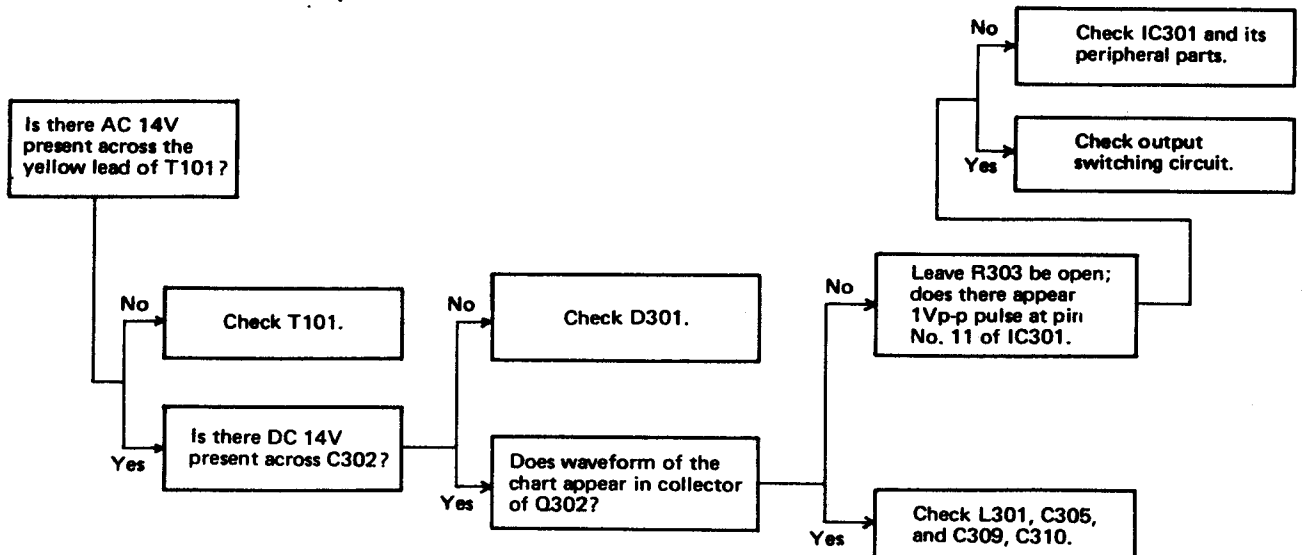 No
Check IC301 and its
peripheral parts.
Is there AC 14V
present across the
yellow lead of T101?
Yes
Check output
switching circuit.
No
Check T101.
No
Check D301.
No
Leave R303 be open;
does there appear
1Vp-p pulse at pin
No. 11 of IC301.
Yes
Is there DC 14V
present across C302?
Yes
Does waveform of the
chart appear in collector
of Q302?
Yes
Check L301, C305,
and C309, C310.